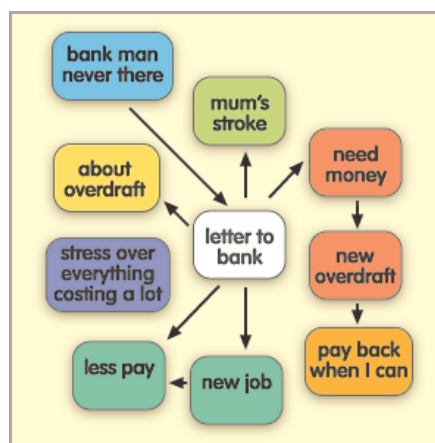 bank man
never there
mum's
stroke
need
money
about
overdraft
letter to
bank
stress over
everything
costing a lot
new
overdraft
less pay
new job
pay back
when I can